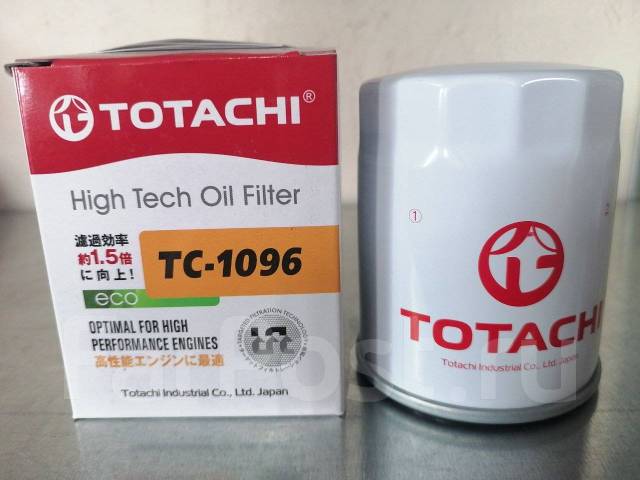 TOTACHI®
High Tech Oil Filter
濾過効率
約1.5倍
に向上!
TC-1096
eco
OPTIMAL FOR HIGH
PERFORMANCE ENGINES
高性能エンジンに最適
Totachi Industrial Co., Ltd. Japan
①
TOTACHI
Totachi Industrial Co., Ltd. Japan